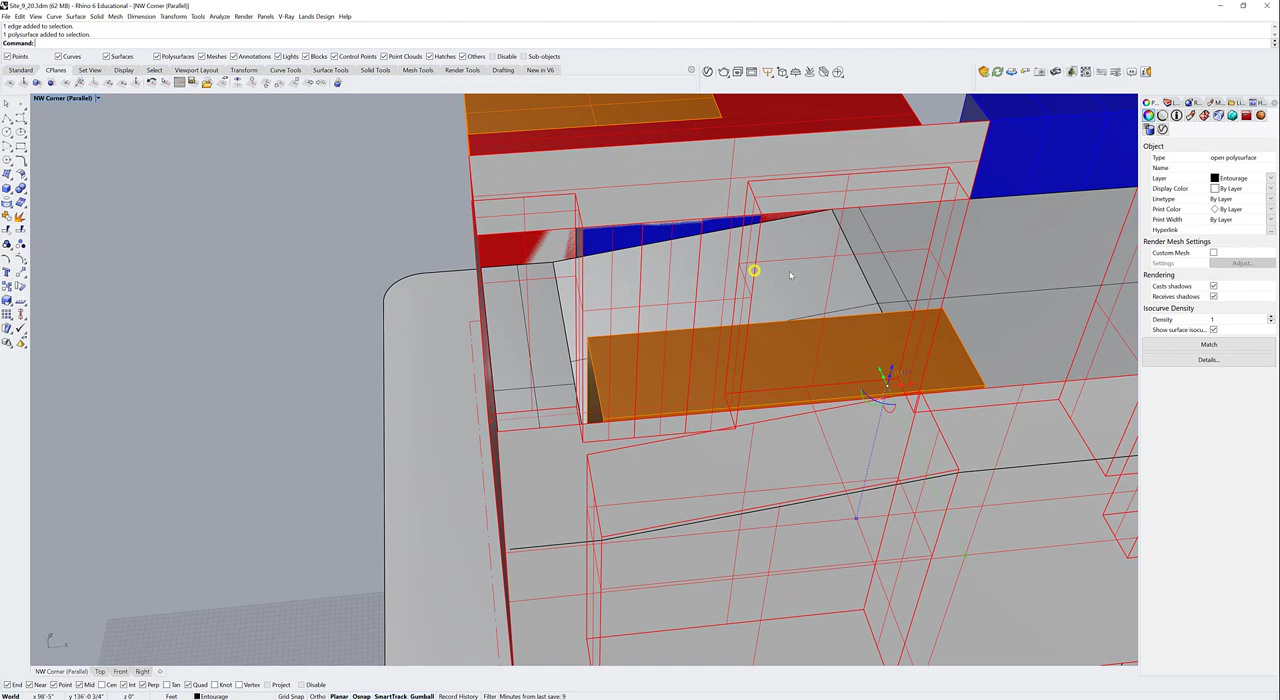 Site_9_20.3dm (62 MB) - Rhino 6 Educational - [NW Corner (Parallel)]
File Edit View Curve Surface Solid Mesh Dimension Transform Tools Analyze Render Panels V-Ray Lands Design Help
1 edge added to selection.
1 polysurface added to selection.
Command:
Points Curves Surfaces Polysurfaces Meshes Annotations Lights Blocks Control Points Point Clouds Hatches Others Disable Sub-objects
Standard CPlanes Set View Display Select Viewport Layout Transform Curve Tools Surface Tools Solid Tools Mesh Tools Render Tools Drafting New in V6
NW Corner (Parallel)
Object
Type open polysurface
Name
Layer Entourage
Display Color By Layer
Linetype By Layer
Print Color By Layer
Print Width By Layer
Hyperlink ...
Render Mesh Settings
Custom Mesh
Settings Adjust...
Rendering
Casts shadows
Receives shadows
Isocurve Density
Density 1
Show surface isocu...
Match
Details...
x
NW Corner (Parallel) Top Front Right
End Near Point Mid Cen Int Perp Tan Quad Knot Vertex Project Disable
World x 98'-5" y 136'-0 3/4" z 0" Feet Entourage Grid Snap Ortho Planar Osnap SmartTrack Gumball Record History Filter Minutes from last save: 9